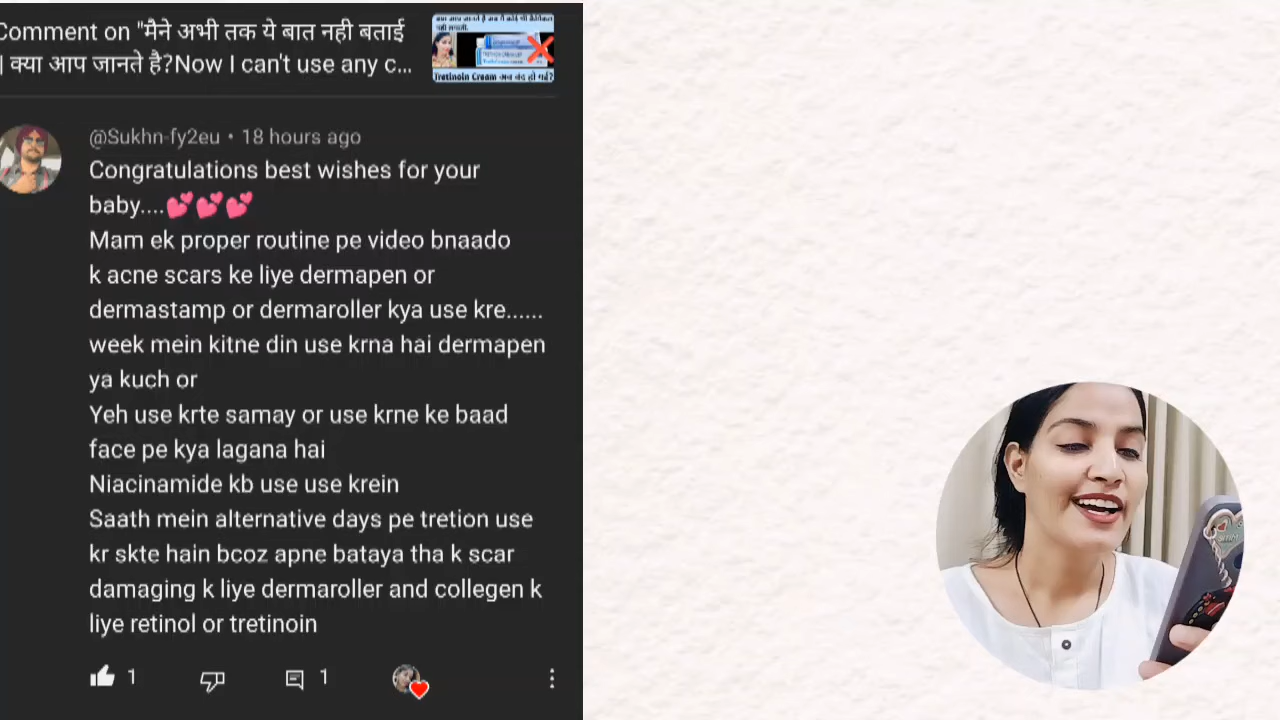 Comment on "मैने अभी तक ये बात नही बताई
| क्या आप जानते है?Now I can't use any c...
Tretinoin Cream अब बंद हो गई?
@Sukhn-fy2eu • 18 hours ago
Congratulations best wishes for your
baby....💕💕💕
Mam ek proper routine pe video bnaado
k acne scars ke liye dermapen or
dermastamp or dermaroller kya use kre......
week mein kitne din use krna hai dermapen
ya kuch or
Yeh use krte samay or use krne ke baad
face pe kya lagana hai
Niacinamide kb use use krein
Saath mein alternative days pe tretion use
kr skte hain bcoz apne bataya tha k scar
damaging k liye dermaroller and collegen k
liye retinol or tretinoin
1
1